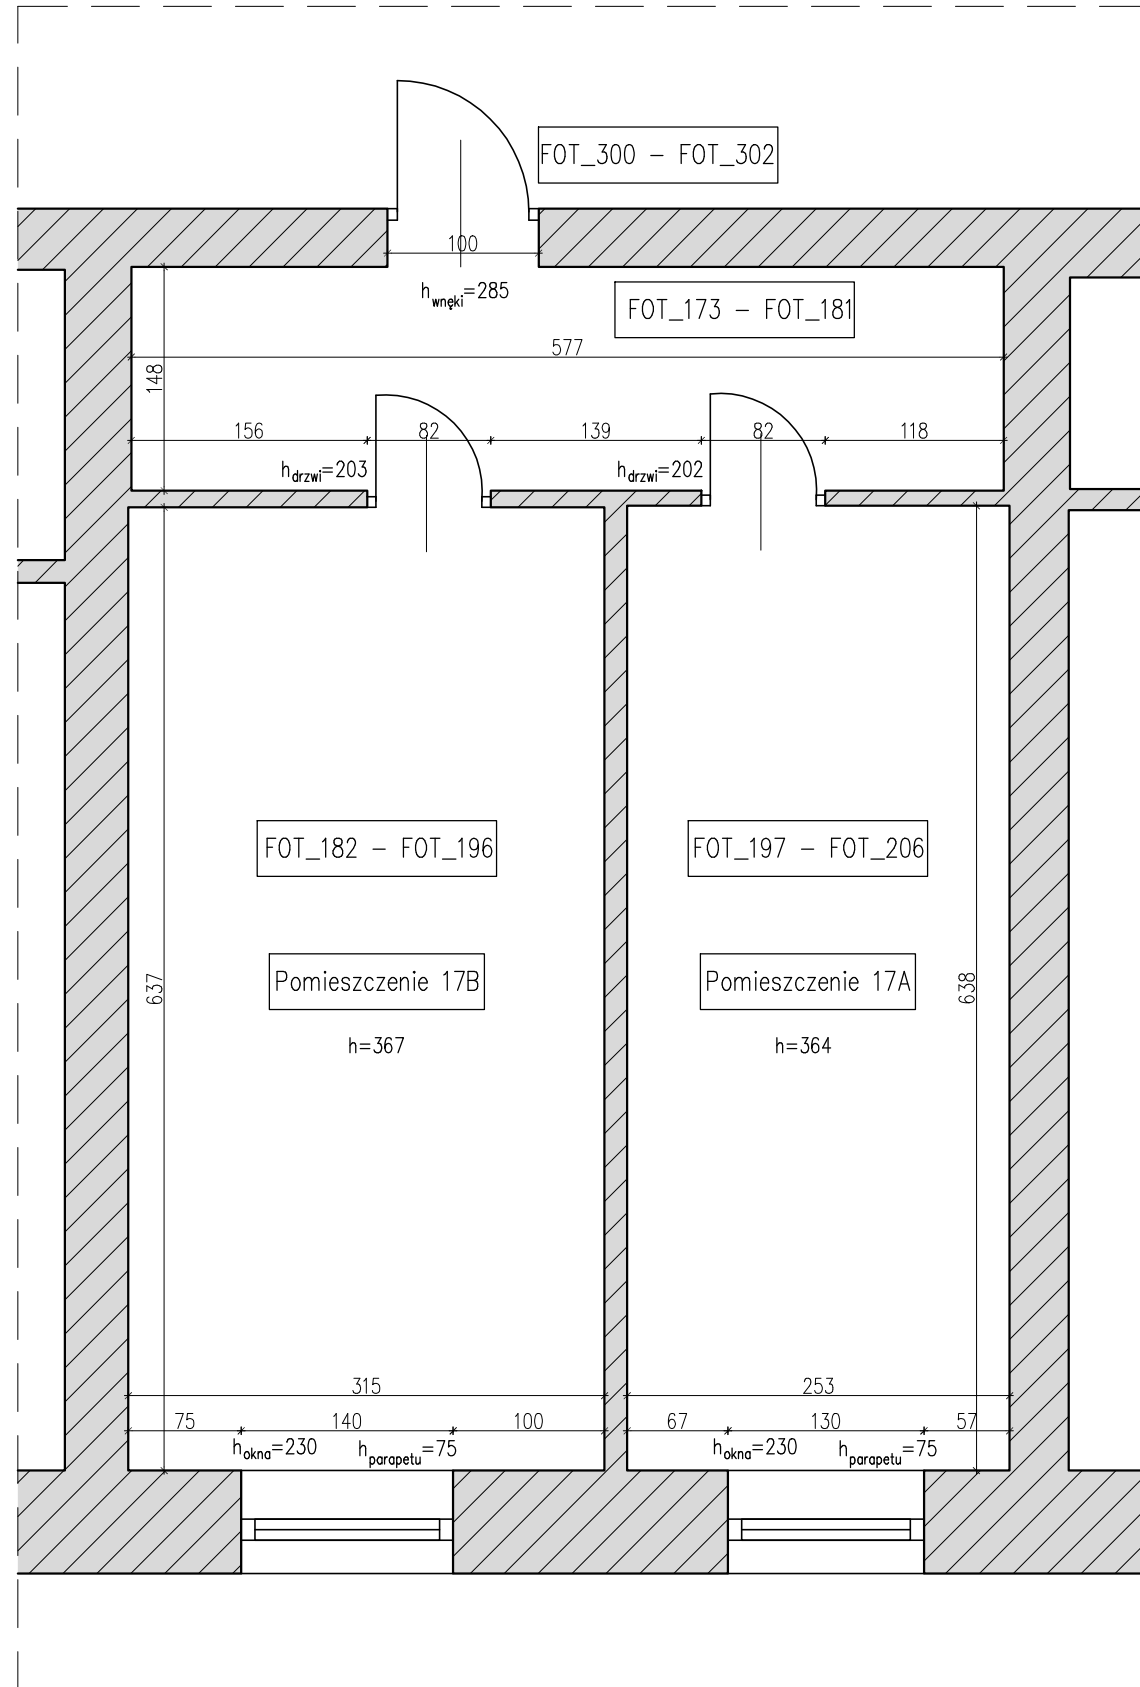 FOT_300 – FOT_302
100
hwnęki=285
FOT_173 – FOT_181
577
148
156
82
139
82
118
hdrzwi=203
hdrzwi=202
FOT_182 – FOT_196
FOT_197 – FOT_206
Pomieszczenie 17B
Pomieszczenie 17A
637
638
h=367
h=364
315
253
75
140
100
67
130
57
hokna=230
hparapetu=75
hokna=230
hparapetu=75